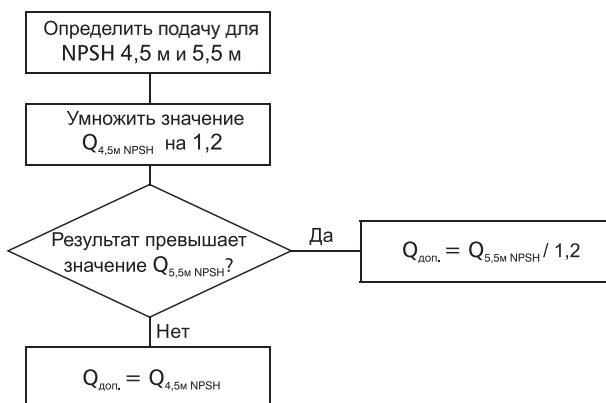 Определить подачу для
NPSH 4,5 м и 5,5 м
Умножить значение
Q4,5м NPSH на 1,2
Результат превышает
значение Q5,5м NPSH?
Да
Qдоп. = Q5,5м NPSH / 1,2
Нет
Qдоп. = Q4,5м NPSH